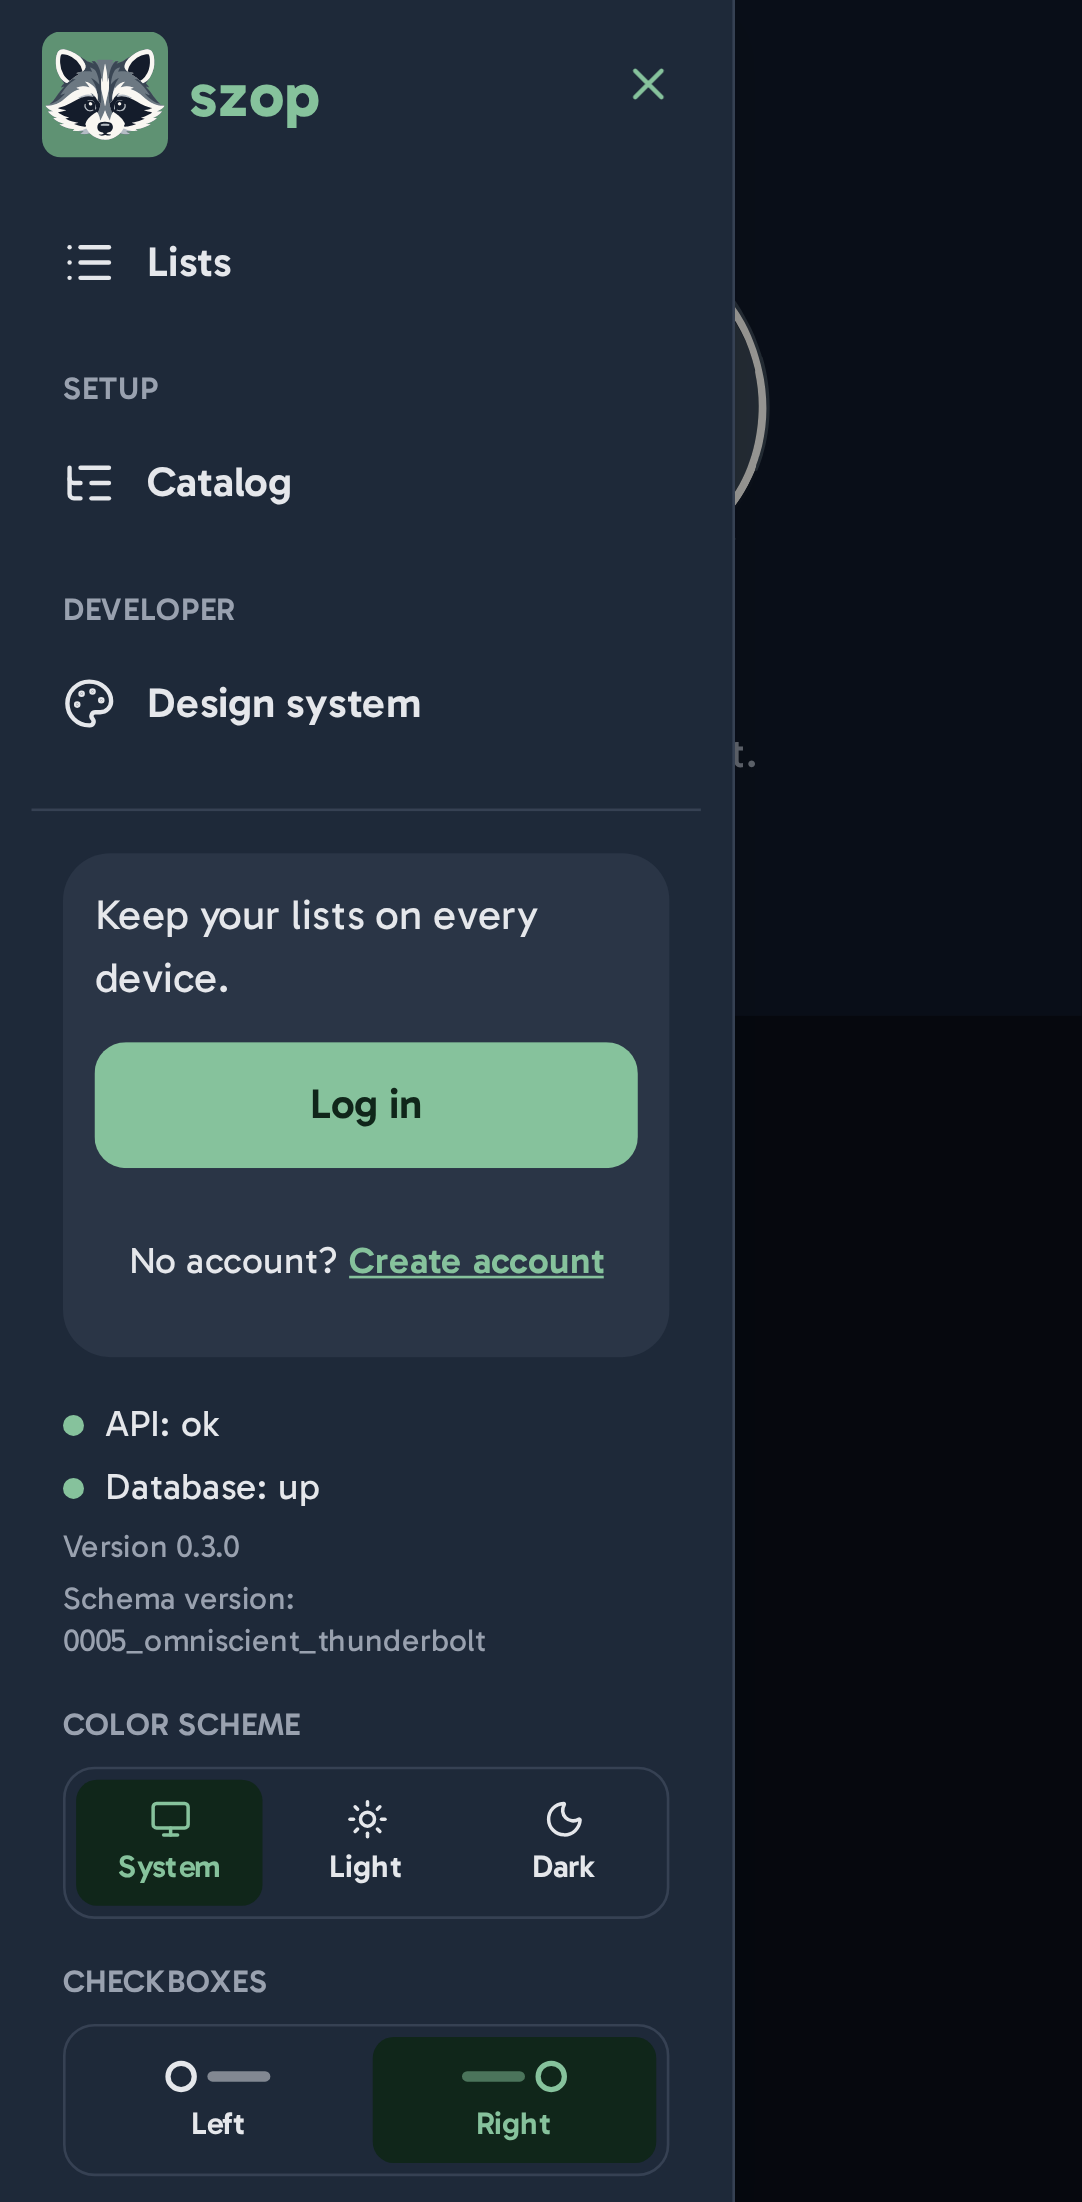 szop
Lists
SETUP
Catalog
DEVELOPER
Design system
t.
Keep your lists on every
device.
Log in
No account? Create account
API: ok
Database: up
Version 0.3.0
Schema version:
0005_omniscient_thunderbolt
COLOR SCHEME
System Light Dark
CHECKBOXES
Left Right